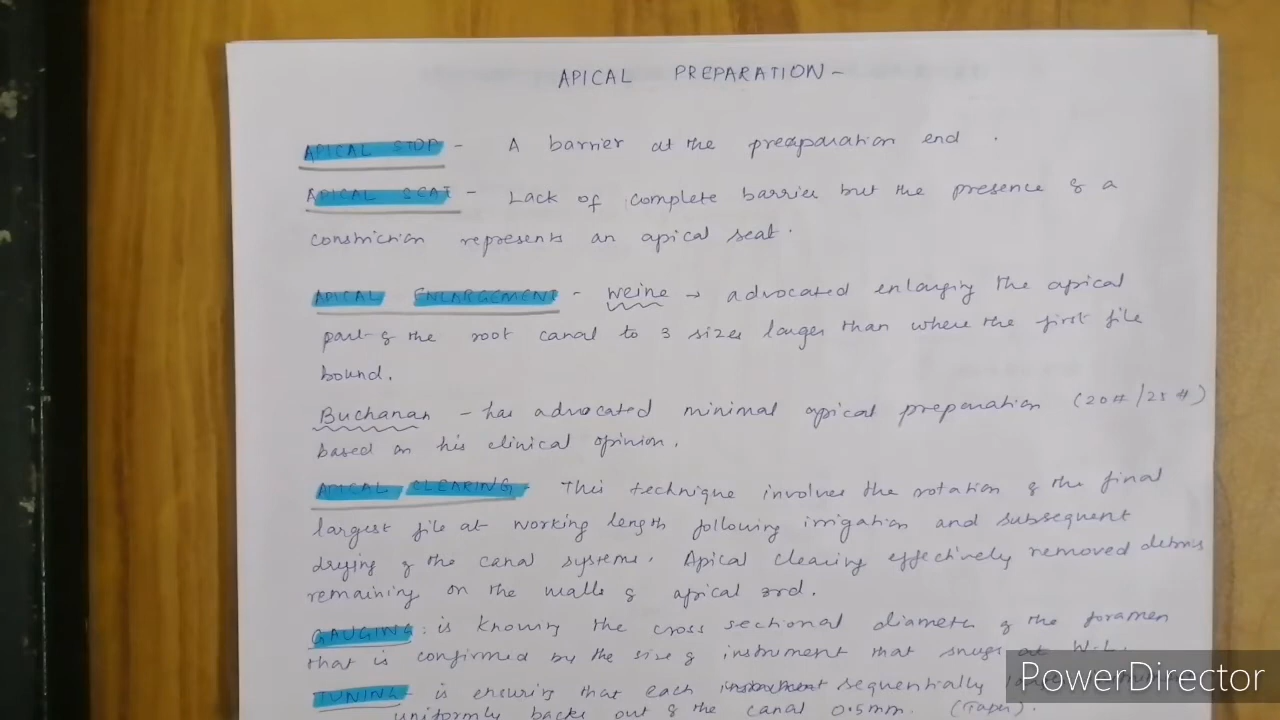 APICAL PREPARATION -
APICAL STOP - A barrier at the preaparation end .
APICAL SEAT - Lack of complete barrier but the presence of a
constriction represents an apical seat.
APICAL ENLARGEMENT - Weine → advocated enlarging the apical
part of the root canal to 3 sizes larger than where the first file
bound.
Buchanan - has advocated minimal apical preparation (20#/25#)
based on his clinical opinion.
APICAL CLEARING - This technique involves the rotation of the final
largest file at working length following irrigation and subsequent
drying of the canal systems. Apical clearing effectively removed debris
remaining on the walls of apical 3rd.
GAUGING : is knowing the cross sectional diameter of the foramen
that is confirmed by the size of instrument that snugs at W.L.
TUNING - is ensuring that each instrument sequentially
uniformly backs out of the canal 0.5mm. (Taper).
PowerDirector